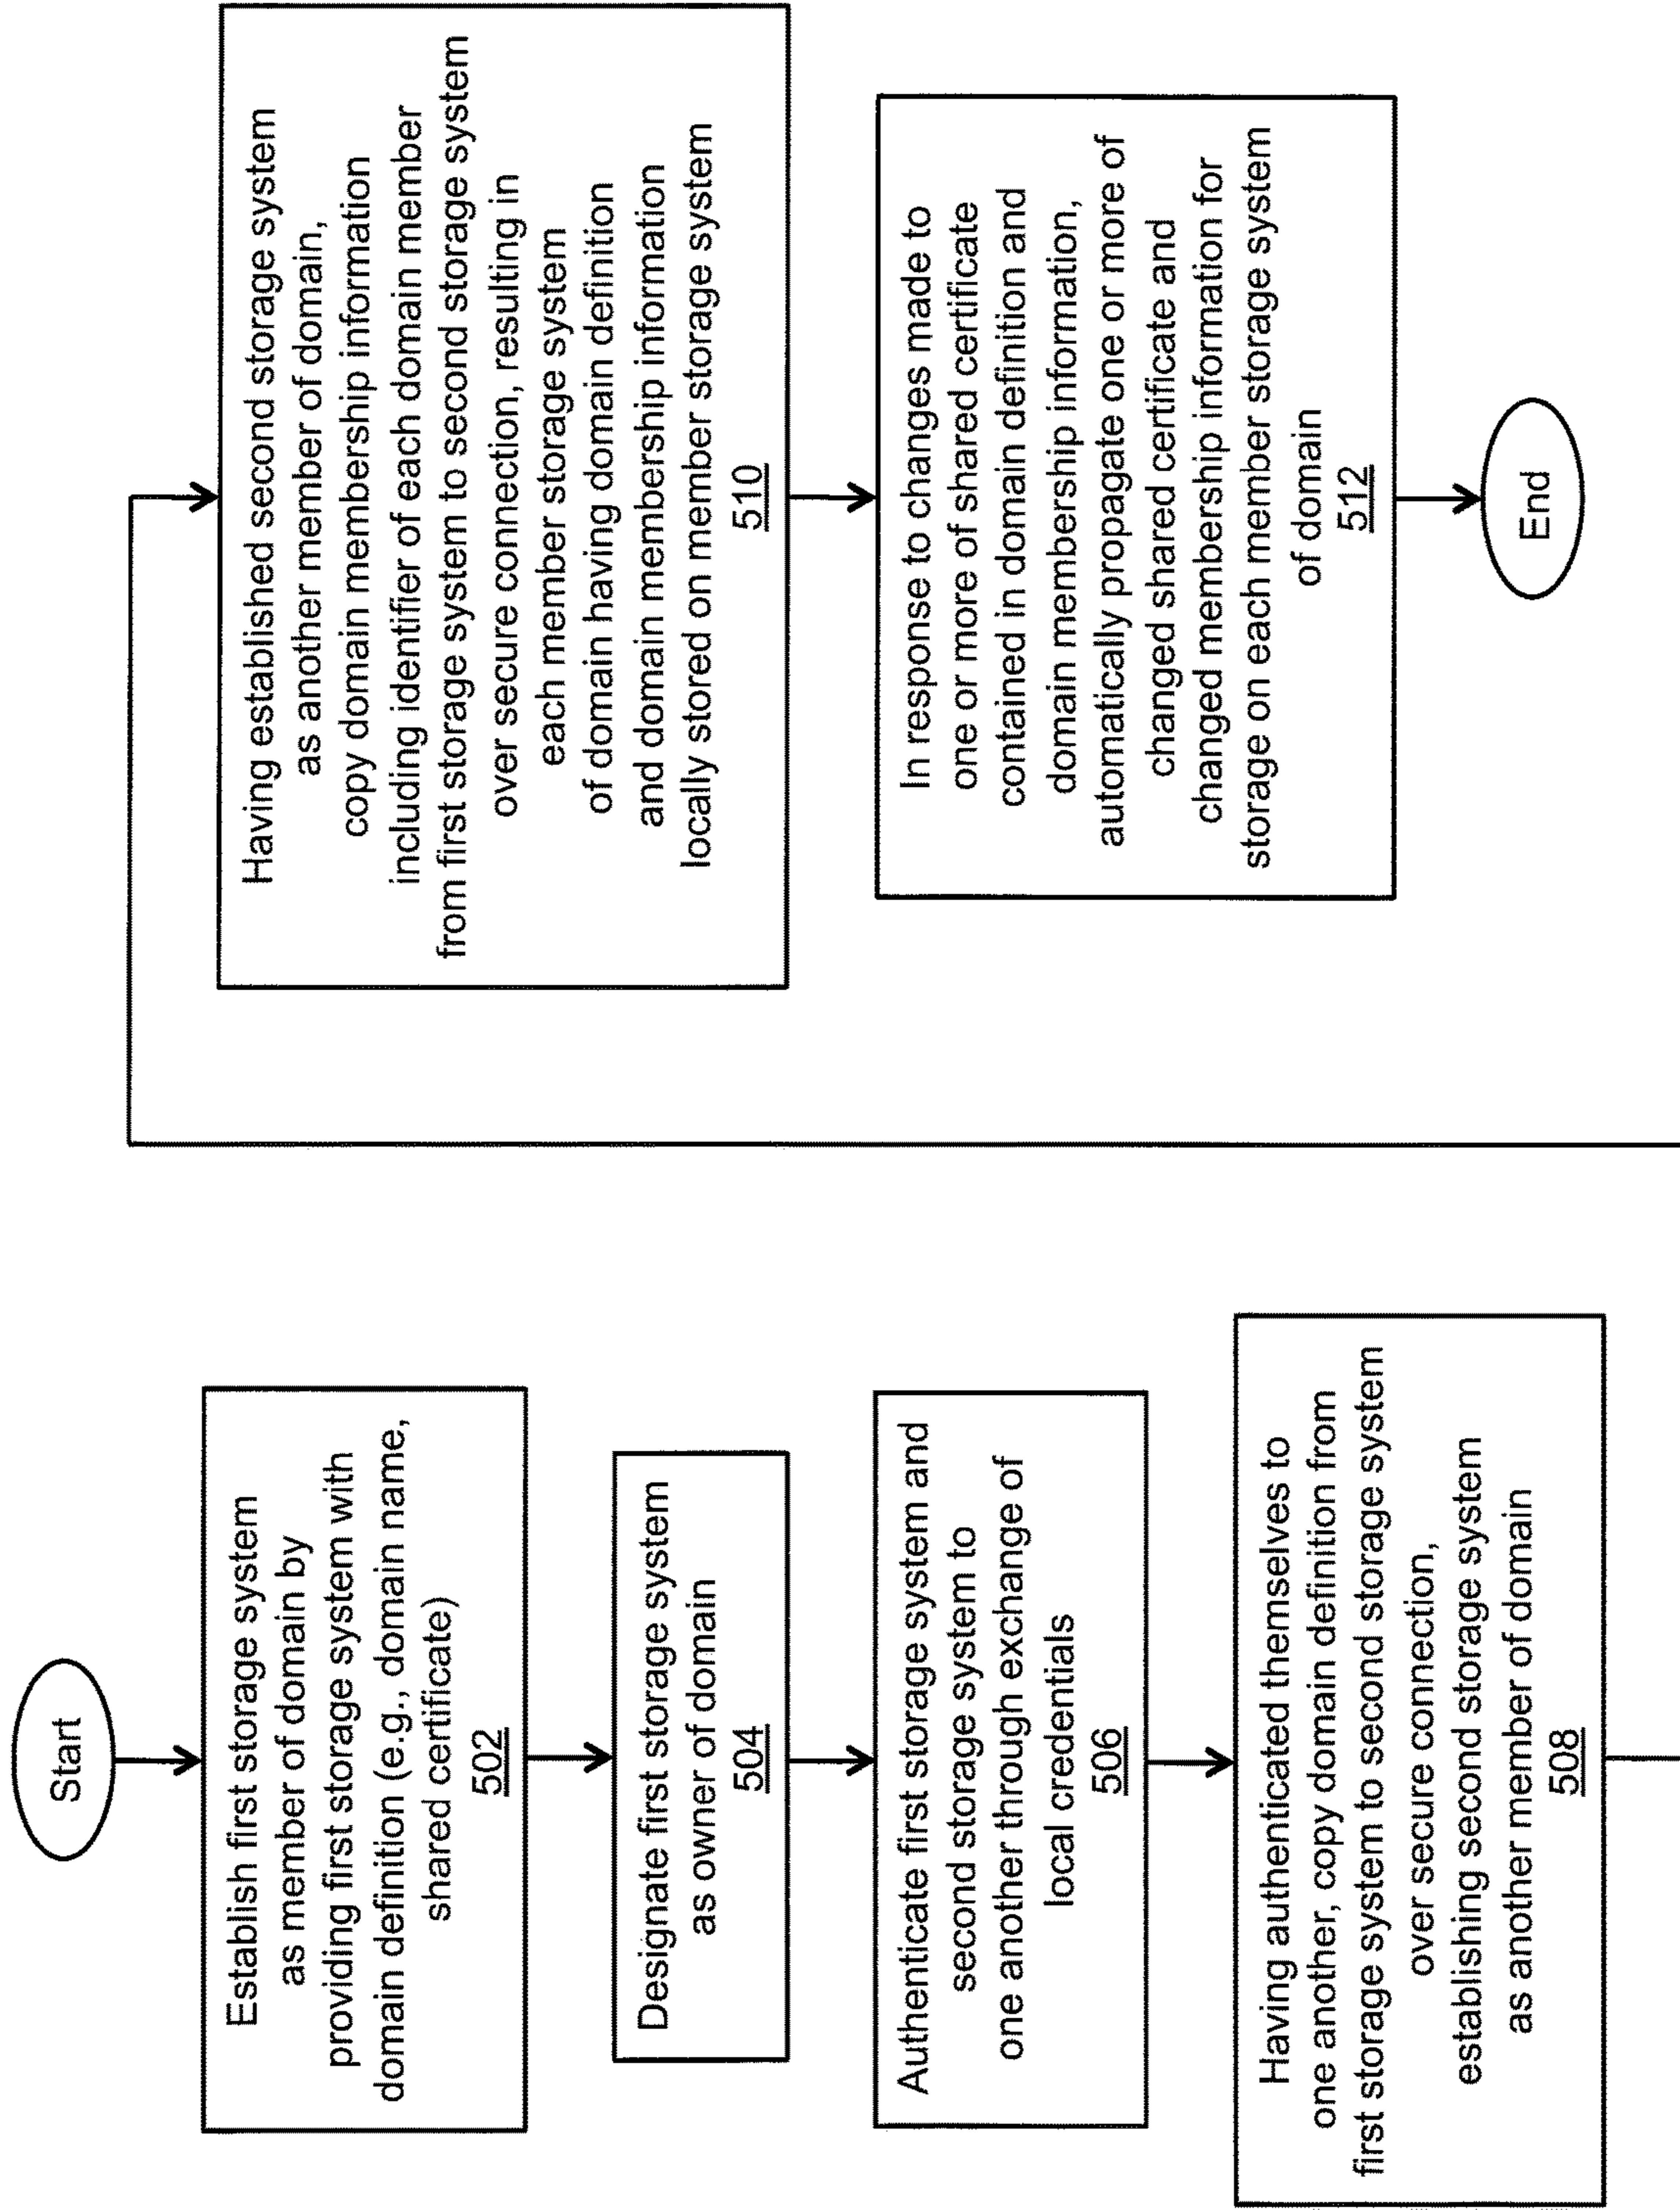 Start
Establish first storage system
as member of domain by
providing first storage system with
domain definition (e.g., domain name,
shared certificate)
502
Designate first storage system
as owner of domain
504
Authenticate first storage system and
second storage system to
one another through exchange of
local credentials
506
Having authenticated themselves to
one another, copy domain definition from
first storage system to second storage system
over secure connection,
establishing second storage system
as another member of domain
508
Having established second storage system
as another member of domain,
copy domain membership information
including identifier of each domain member
from first storage system to second storage system
over secure connection, resulting in
each member storage system
of domain having domain definition
and domain membership information
locally stored on member storage system
510
In response to changes made to
one or more of shared certificate
contained in domain definition and
domain membership information,
automatically propagate one or more of
changed shared certificate and
changed membership information for
storage on each member storage system
of domain
512
End